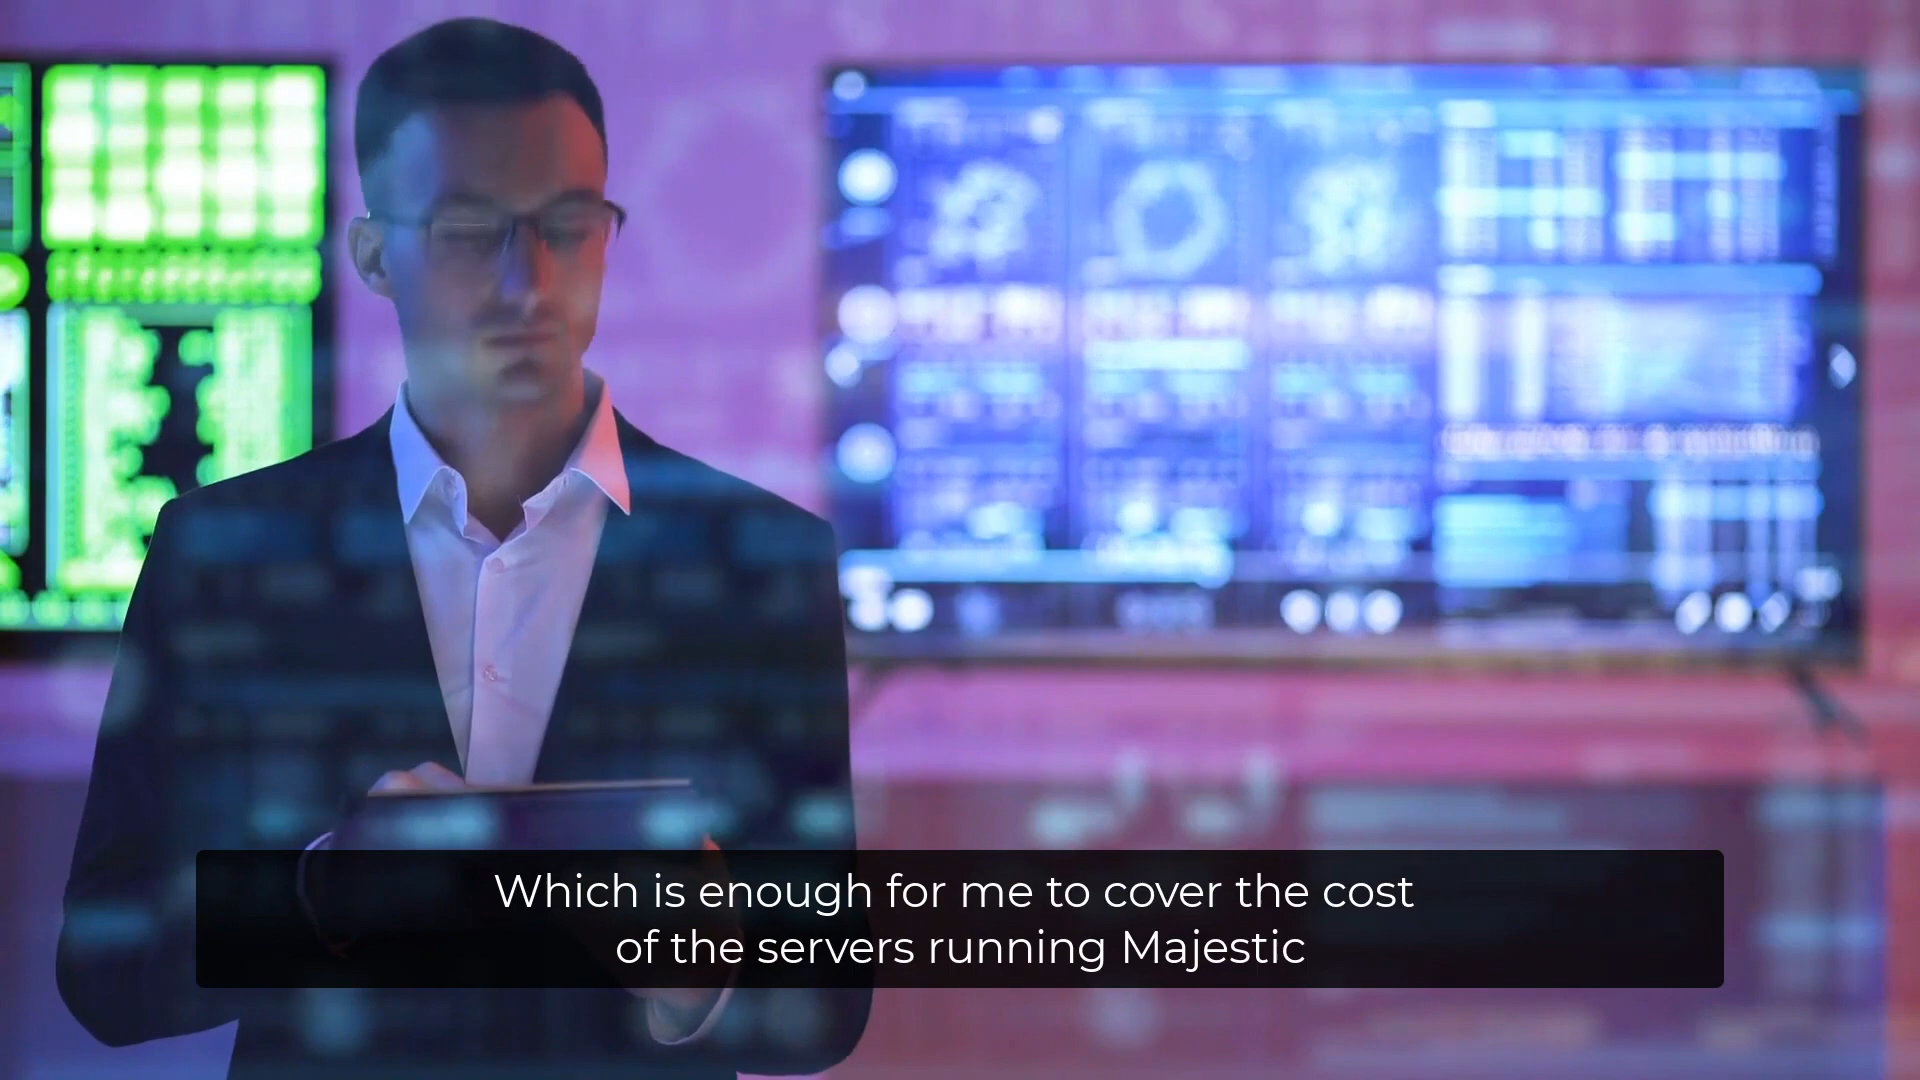 Which is enough for me to cover the cost
of the servers running Majestic